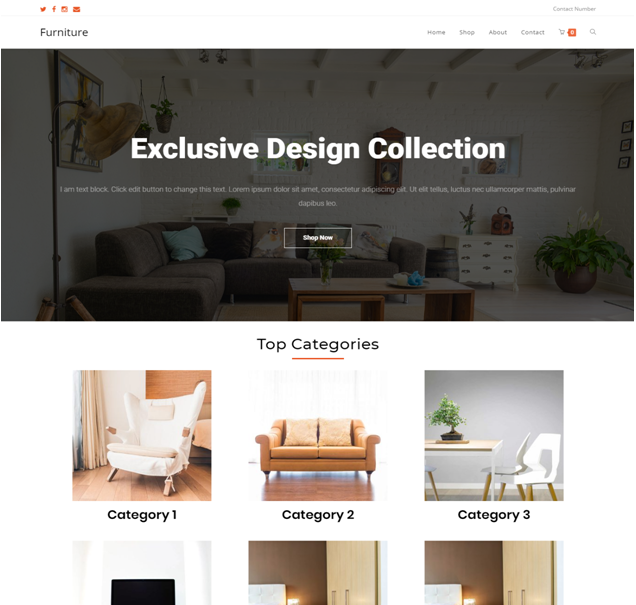 Contact Number
Furniture
Home Shop About Contact 0
Exclusive Design Collection
I am text block. Click edit button to change this text. Lorem ipsum dolor sit amet, consectetur adipiscing elit. Ut elit tellus, luctus nec ullamcorper mattis, pulvinar
dapibus leo.
Shop Now
Top Categories
Category 1 Category 2 Category 3